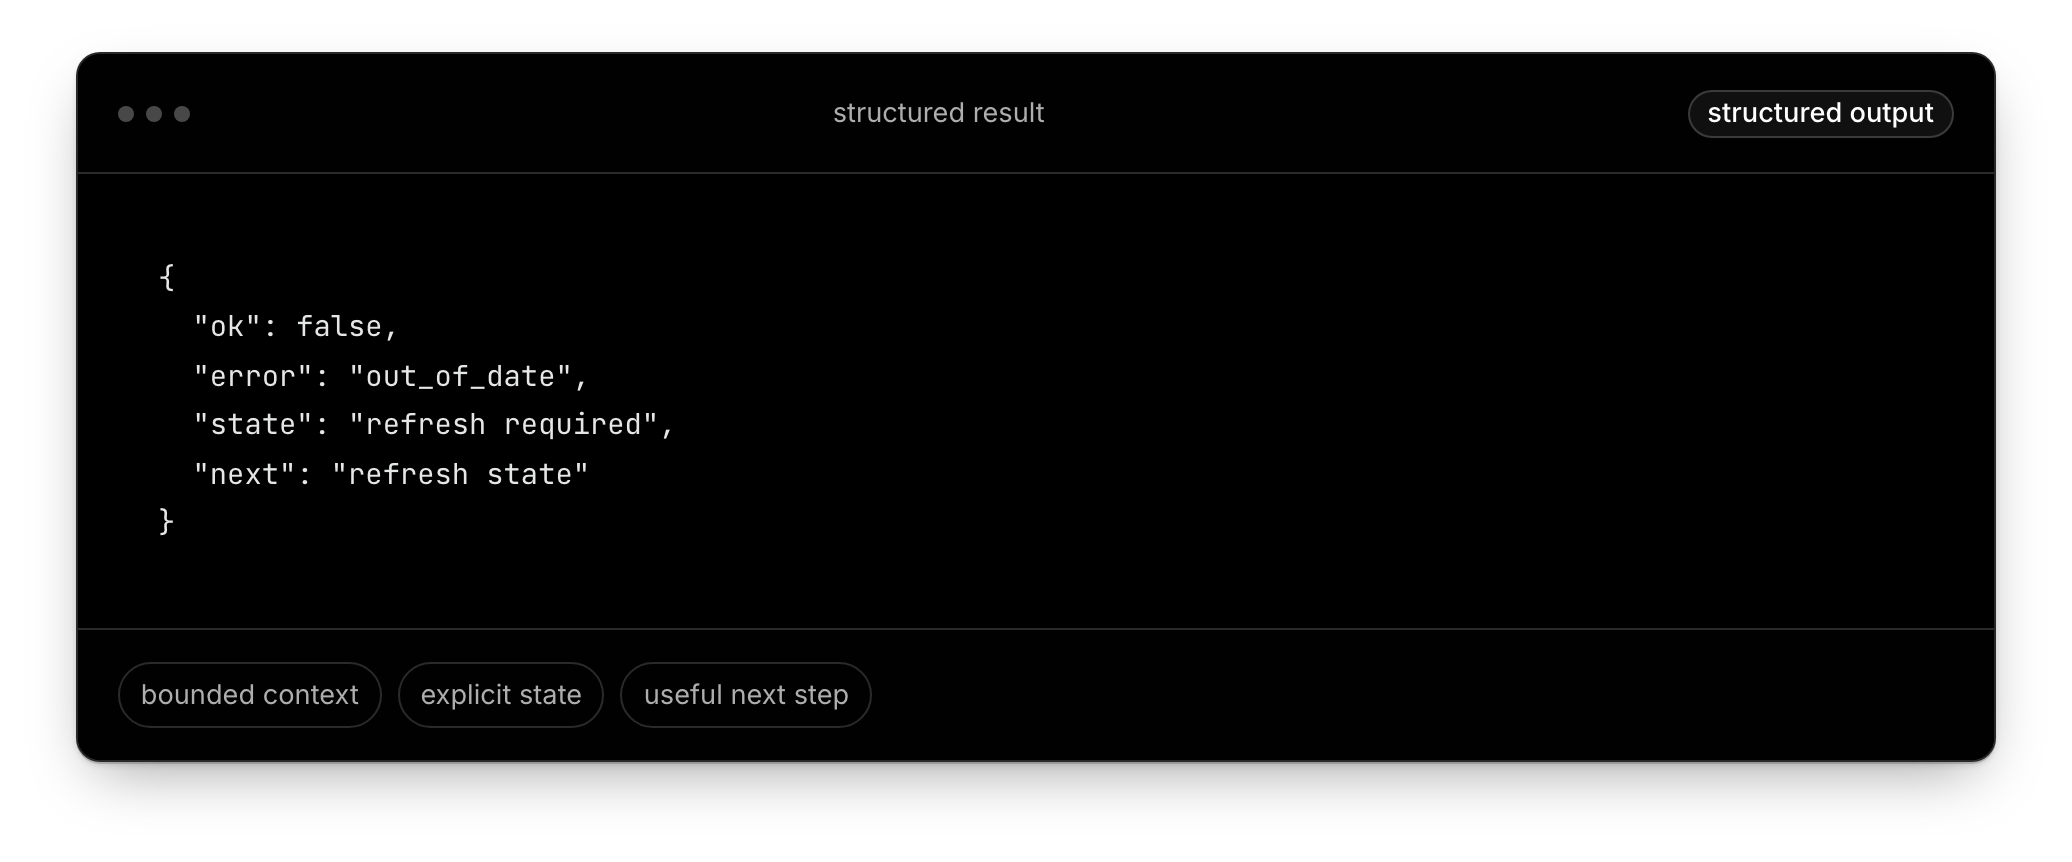 structured result
structured output
{
  "ok": false,
  "error": "out_of_date",
  "state": "refresh required",
  "next": "refresh state"
}
bounded context
explicit state
useful next step